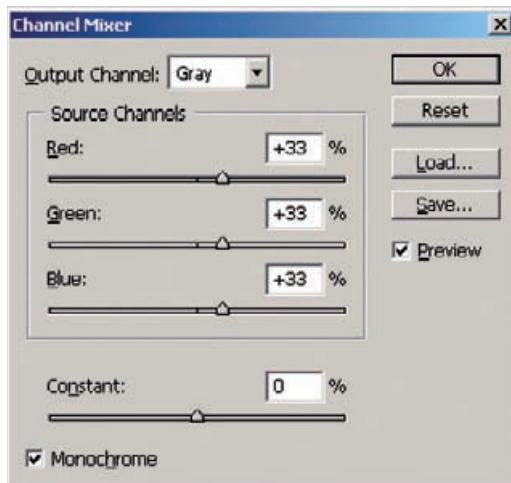 Channel Mixer
Output Channel: Gray
OK
Source Channels
Reset
Red: +33 %
Load...
Green: +33 %
Save...
Preview
Blue: +33 %
Constant: 0 %
Monochrome